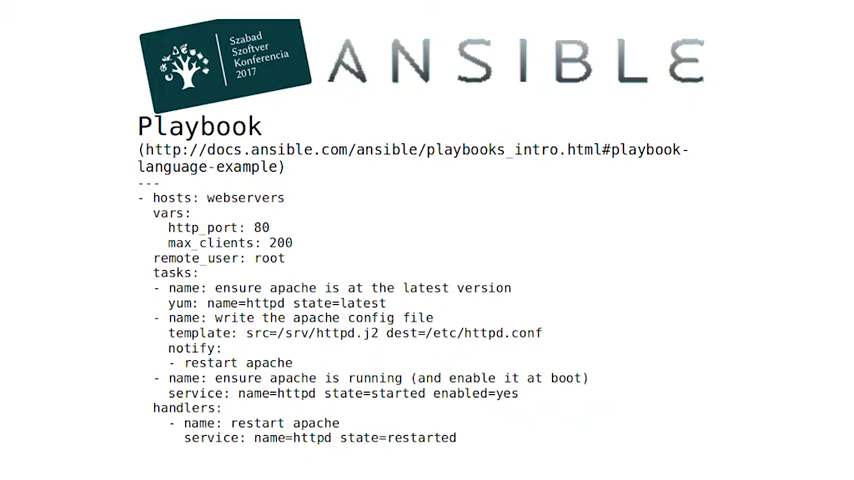 Szabad
Szoftver
Konferencia
2017
ANSIBLE
Playbook
(http://docs.ansible.com/ansible/playbooks_intro.html#playbook-
language-example)
---
- hosts: webservers
  vars:
    http_port: 80
    max_clients: 200
  remote_user: root
  tasks:
  - name: ensure apache is at the latest version
    yum: name=httpd state=latest
  - name: write the apache config file
    template: src=/srv/httpd.j2 dest=/etc/httpd.conf
    notify:
    - restart apache
  - name: ensure apache is running (and enable it at boot)
    service: name=httpd state=started enabled=yes
  handlers:
    - name: restart apache
      service: name=httpd state=restarted